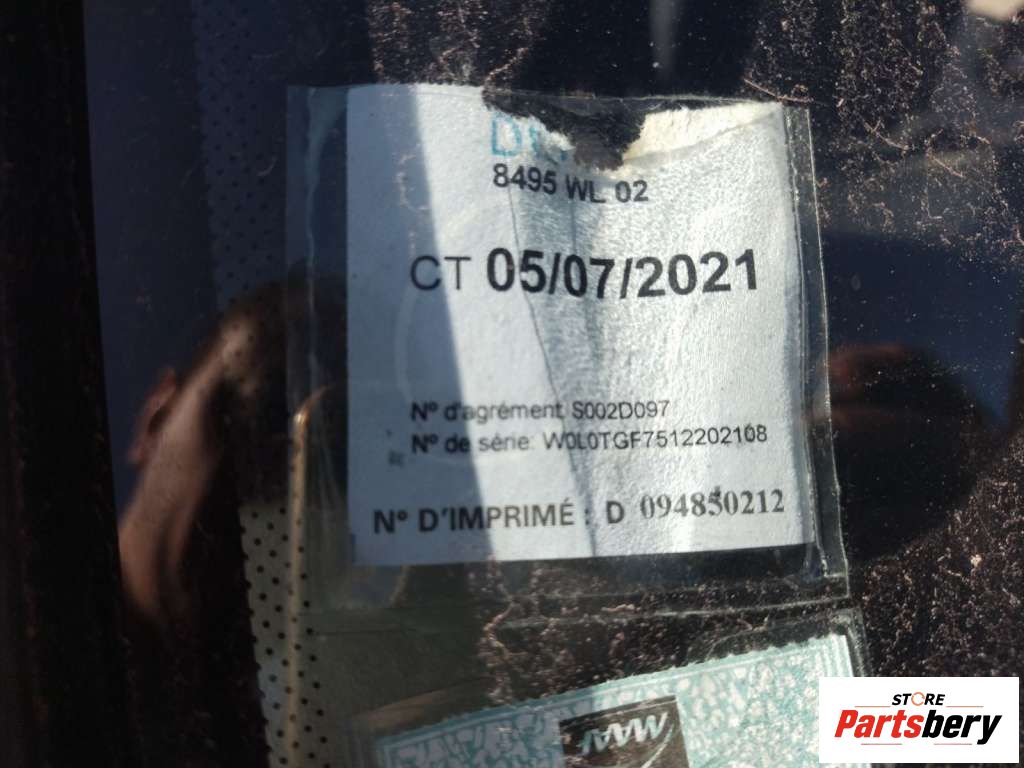 8495 WL 02
CT 05/07/2021
N° d'agrément S002D097
N° de série: W0L0TGF7512202108
N° D'IMPRIMÉ : D 094850212
STORE
Partsbery